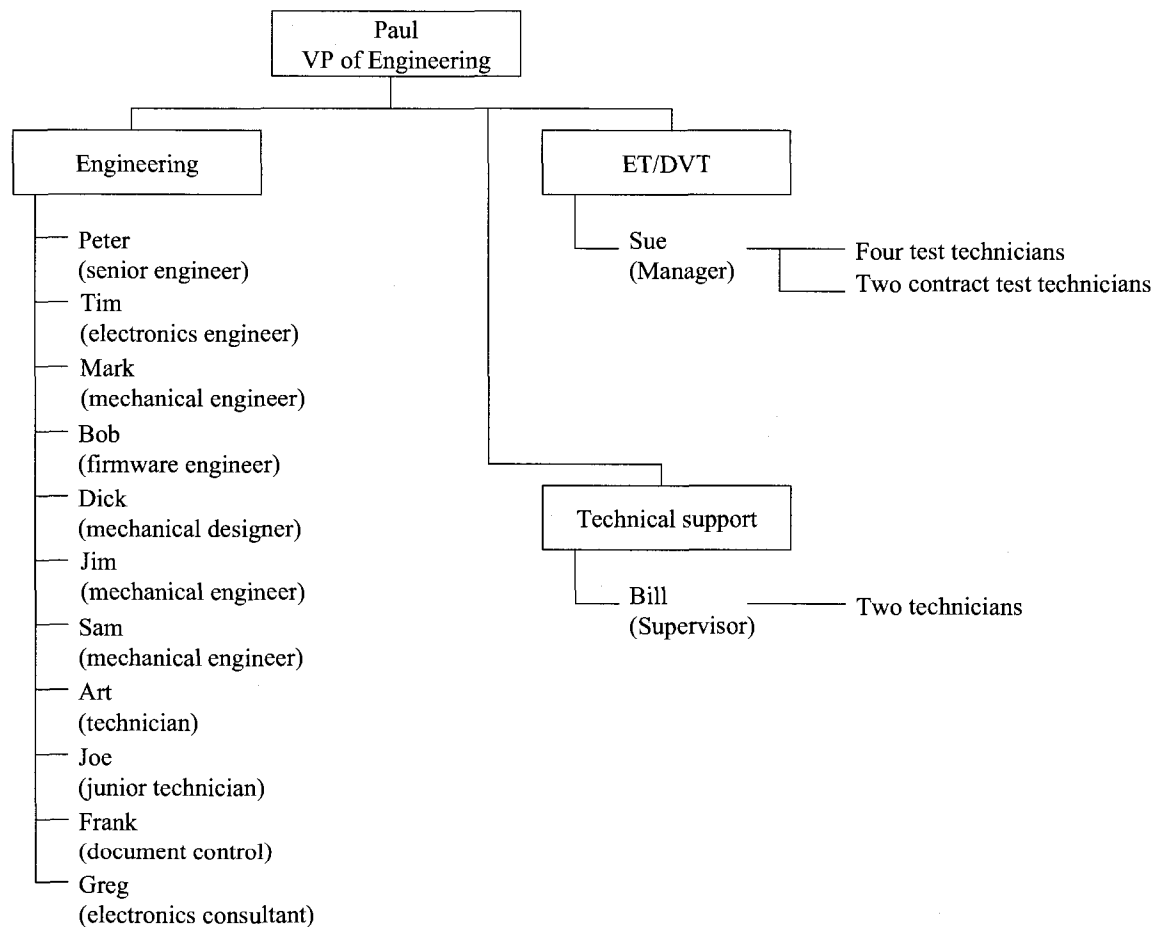 Paul
VP of Engineering
Engineering
Peter
(senior engineer)
Tim
(electronics engineer)
Mark
(mechanical engineer)
Bob
(firmware engineer)
Dick
(mechanical designer)
Jim
(mechanical engineer)
Sam
(mechanical engineer)
Art
(technician)
Joe
(junior technician)
Frank
(document control)
Greg
(electronics consultant)
ET/DVT
Sue
(Manager)
Four test technicians
Two contract test technicians
Technical support
Bill
(Supervisor)
Two technicians